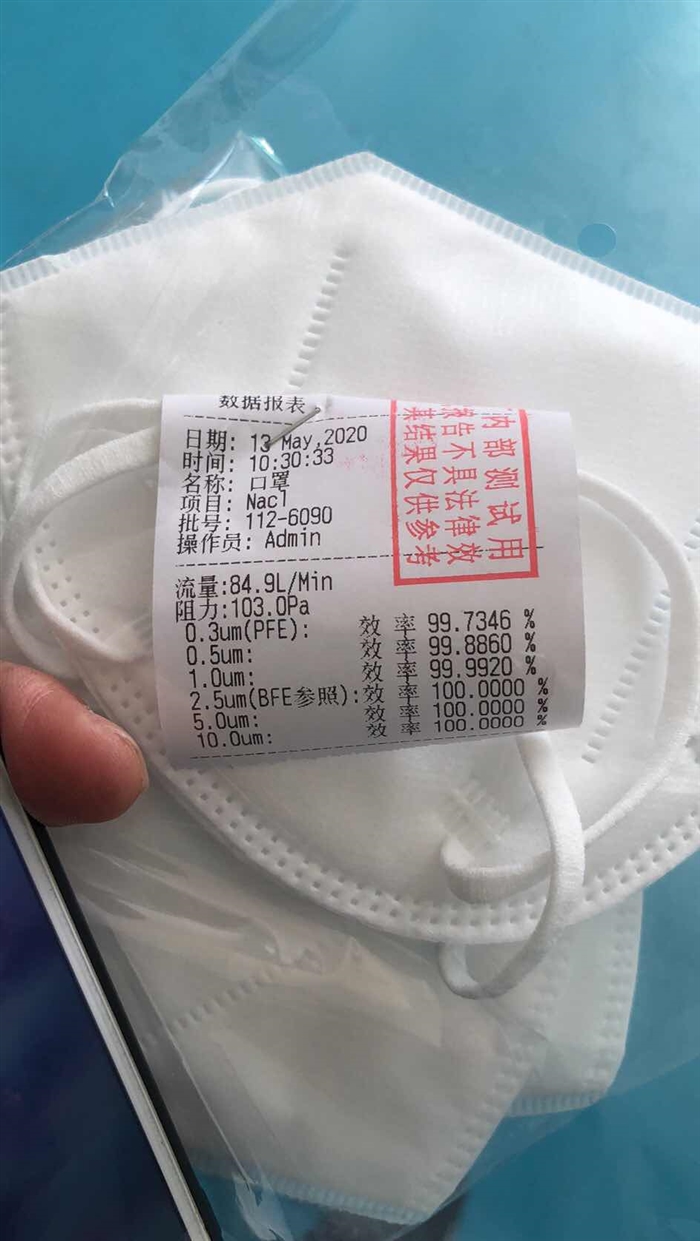 数据报表
日期: 13 May,2020
时间: 10:30:33
名称: 口罩
项目: Nacl
批号: 112-6090
操作员: Admin
流量:84.9L/Min
阻力:103.0Pa
0.3um(PFE): 效 率 99.7346 %
0.5um: 效 率 99.8860 %
1.0um: 效 率 99.9920 %
2.5um(BFE参照):效 率 100.0000 %
5.0um: 效 率 100.0000 %
10.0um: 效 率 100.0000 %
内部测试用
告不具法律效
果结果仅供参考